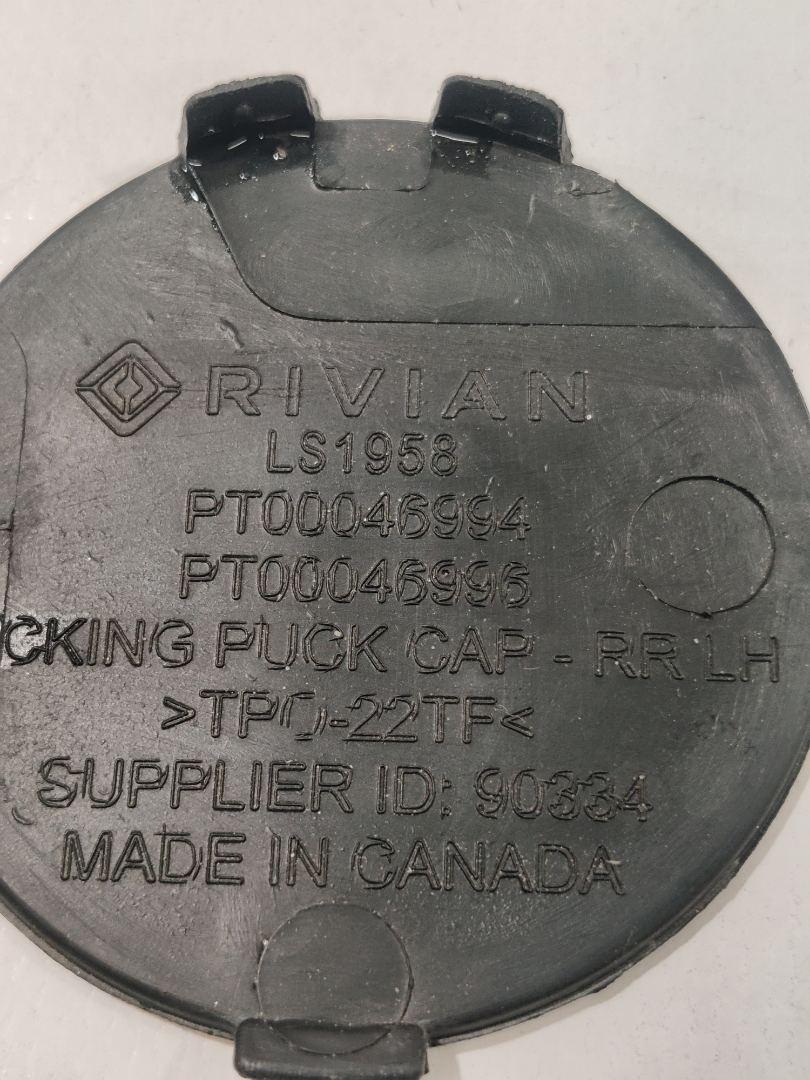 RIVIAN
LS1958
PT00046994
PT00046996
CKING PUCK CAP - RR LH
>TPO-22TF<
SUPPLIER ID: 90334
MADE IN CANADA